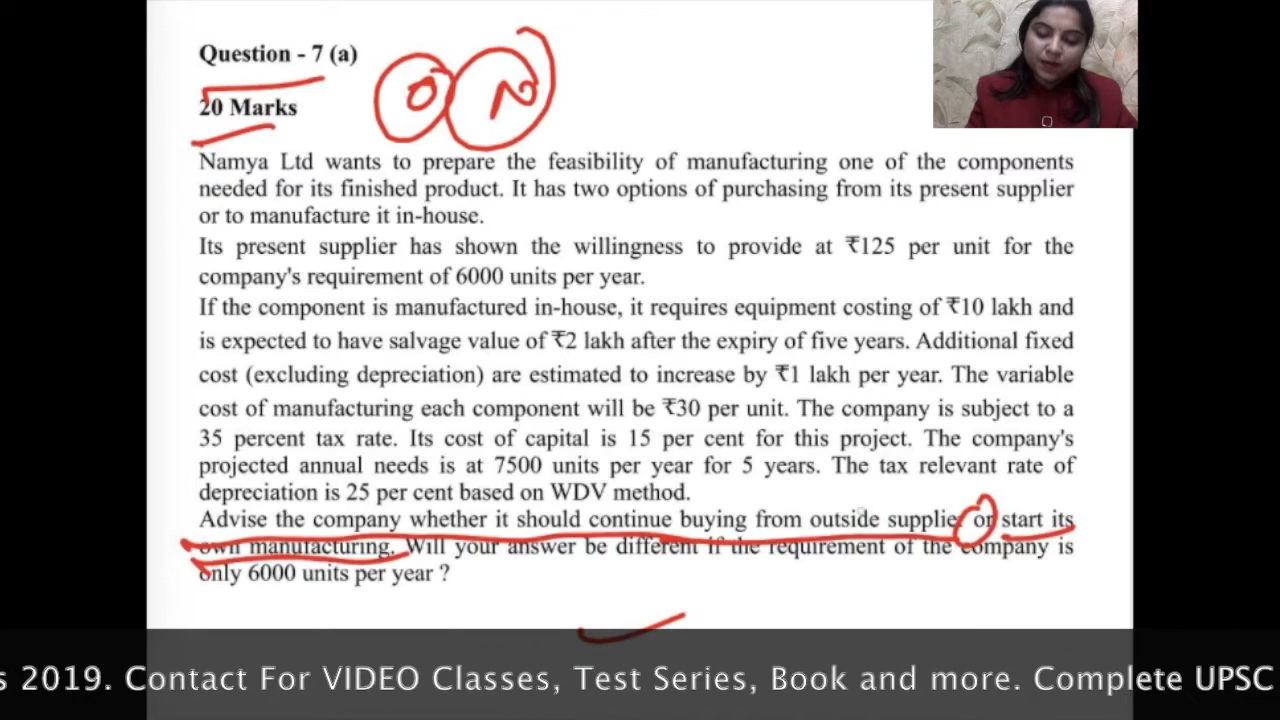 Question - 7 (a)
20 Marks
O N
Namya Ltd wants to prepare the feasibility of manufacturing one of the components
needed for its finished product. It has two options of purchasing from its present supplier
or to manufacture it in-house.
Its present supplier has shown the willingness to provide at ₹125 per unit for the
company's requirement of 6000 units per year.
If the component is manufactured in-house, it requires equipment costing of ₹10 lakh and
is expected to have salvage value of ₹2 lakh after the expiry of five years. Additional fixed
cost (excluding depreciation) are estimated to increase by ₹1 lakh per year. The variable
cost of manufacturing each component will be ₹30 per unit. The company is subject to a
35 percent tax rate. Its cost of capital is 15 per cent for this project. The company's
projected annual needs is at 7500 units per year for 5 years. The tax relevant rate of
depreciation is 25 per cent based on WDV method.
Advise the company whether it should continue buying from outside supplier or start its
own manufacturing. Will your answer be different if the requirement of the company is
only 6000 units per year ?
s 2019. Contact For VIDEO Classes, Test Series, Book and more. Complete UPSC